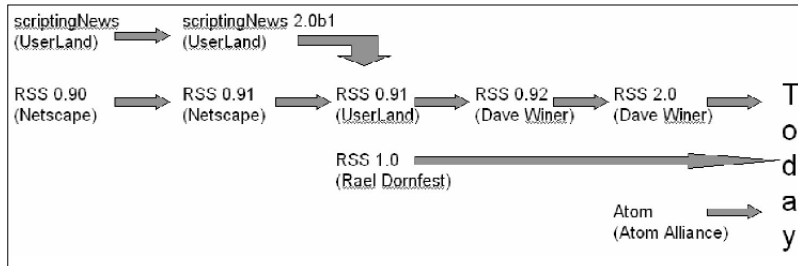 scriptingNews
(UserLand)
scriptingNews 2.0b1
(UserLand)
RSS 0.90
(Netscape)
RSS 0.91
(Netscape)
RSS 0.91
(UserLand)
RSS 0.92
(Dave Winer)
RSS 2.0
(Dave Winer)
RSS 1.0
(Rael Dornfest)
Atom
(Atom Alliance)
Today